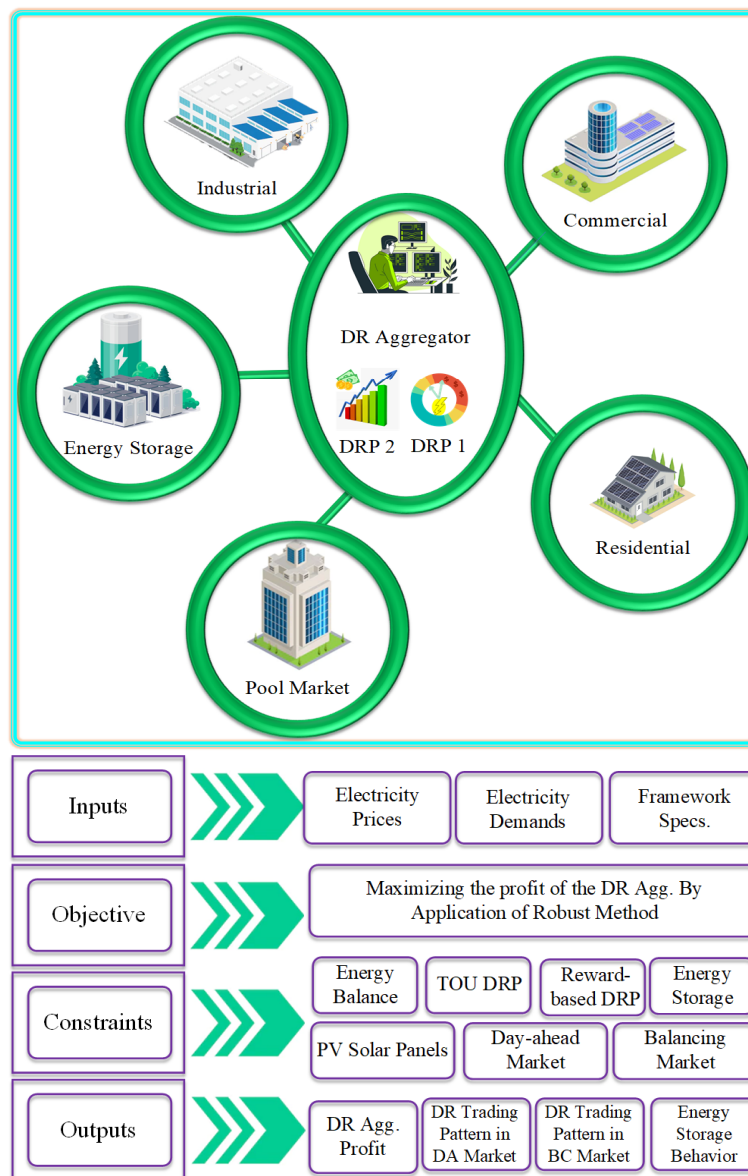 Industrial
Commercial
DR Aggregator
DRP 2
DRP 1
Energy Storage
Residential
Pool Market
Inputs
Electricity
Prices
Electricity
Demands
Framework
Specs.
Objective
Maximizing the profit of the DR Agg. By
Application of Robust Method
Constraints
Energy
Balance
TOU DRP
Reward-
based DRP
Energy
Storage
PV Solar Panels
Day-ahead
Market
Balancing
Market
Outputs
DR Agg.
Profit
DR Trading
Pattern in
DA Market
DR Trading
Pattern in
BC Market
Energy
Storage
Behavior